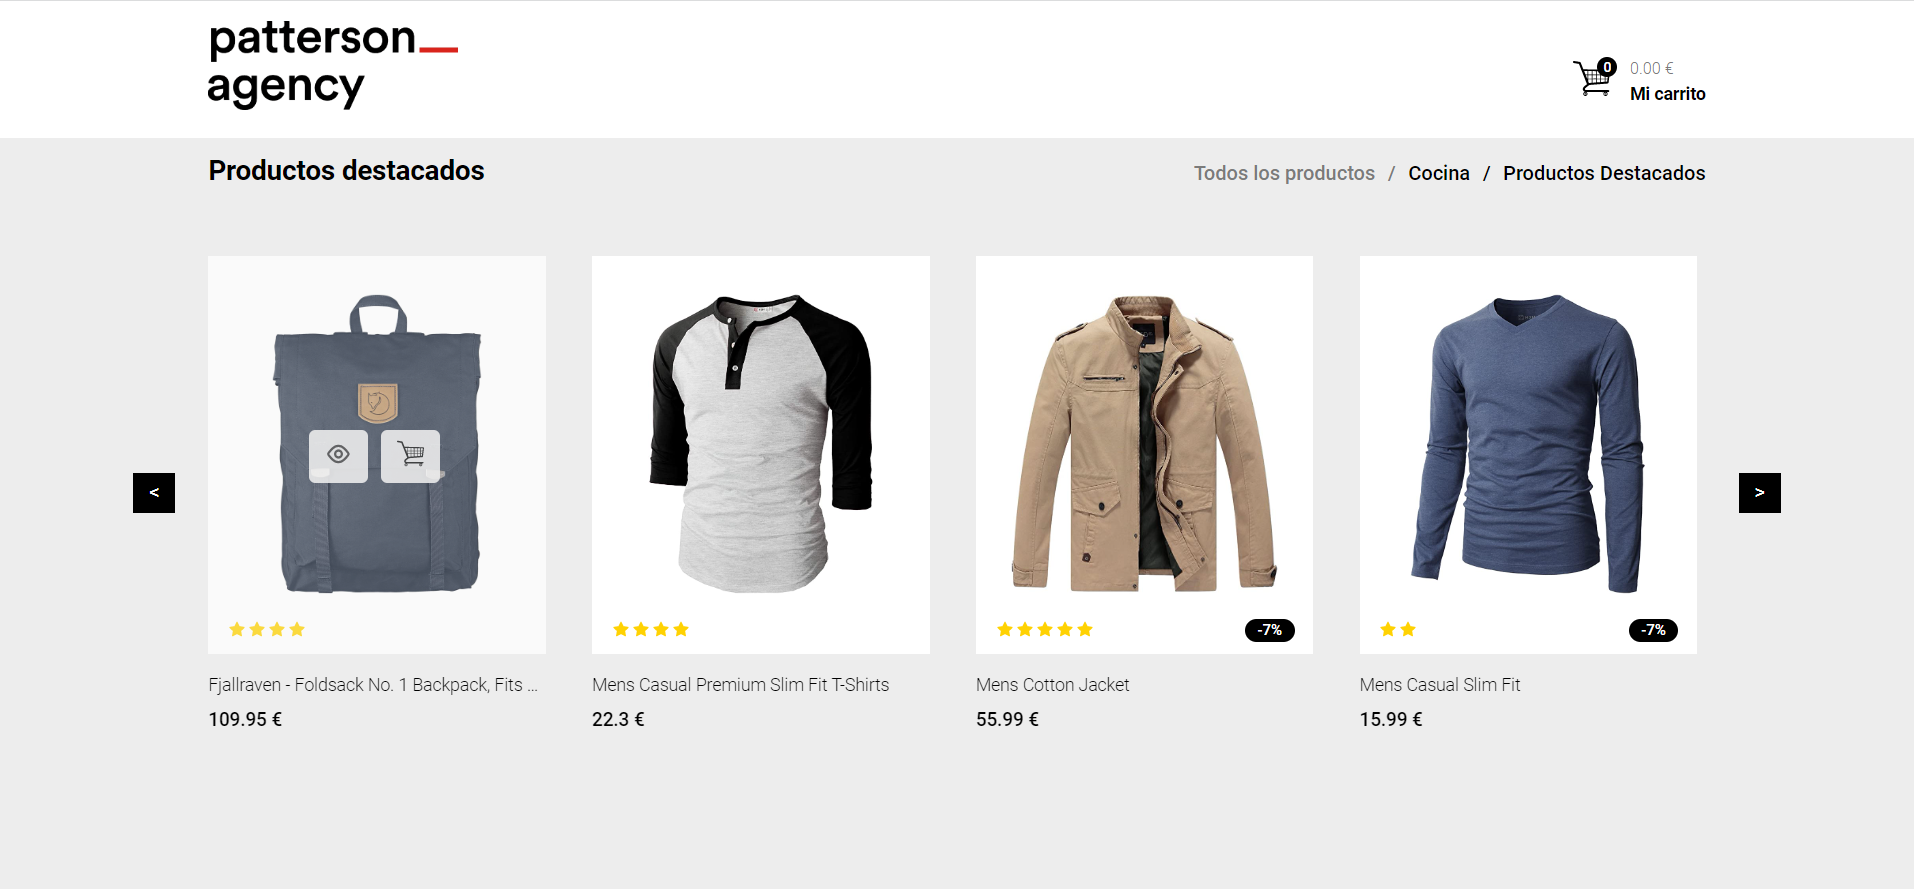 patterson_
agency
0
0.00 €
Mi carrito
Productos destacados
Todos los productos / Cocina / Productos Destacados
<
>
-7%
-7%
Fjallraven - Foldsack No. 1 Backpack, Fits ...
Mens Casual Premium Slim Fit T-Shirts
Mens Cotton Jacket
Mens Casual Slim Fit
109.95 €
22.3 €
55.99 €
15.99 €